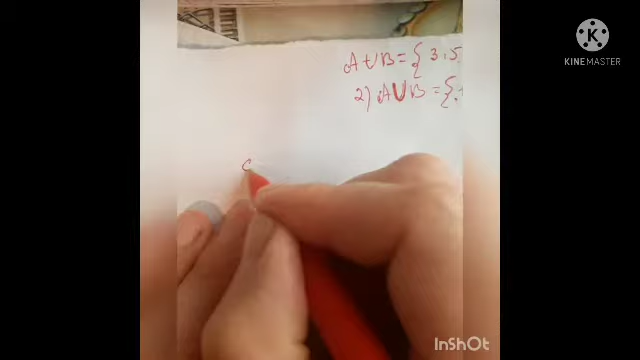 A U B = { 3, 5
2) A U B = {
c
KINEMASTER
InShOt